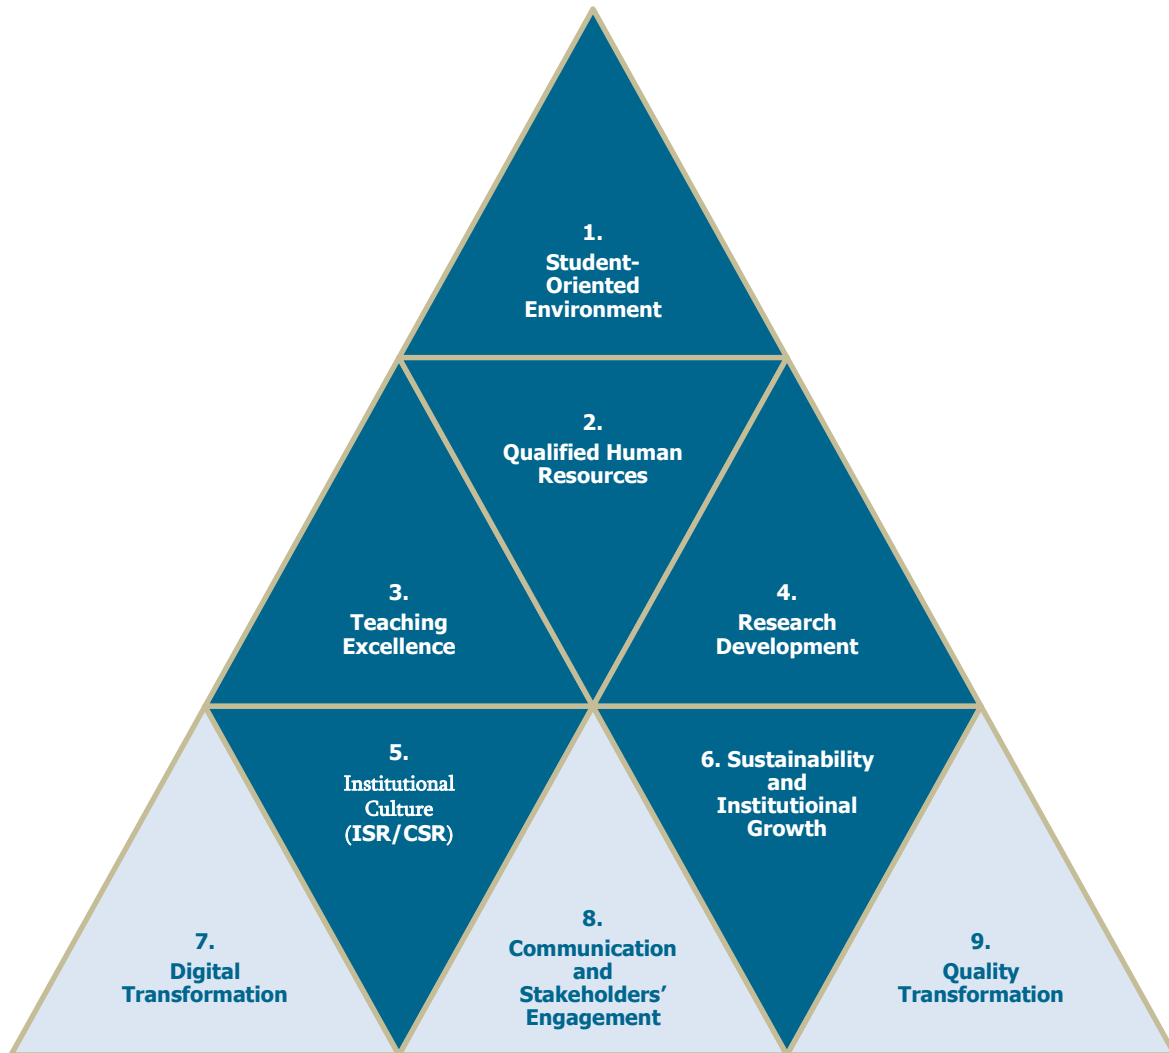 1.
Student-
Oriented
Environment
2.
Qualified Human
Resources
3.
Teaching
Excellence
4.
Research
Development
5.
Institutional
Culture
(ISR/CSR)
6. Sustainability
and
Institutioinal
Growth
7.
Digital
Transformation
8.
Communication
and
Stakeholders’
Engagement
9.
Quality
Transformation